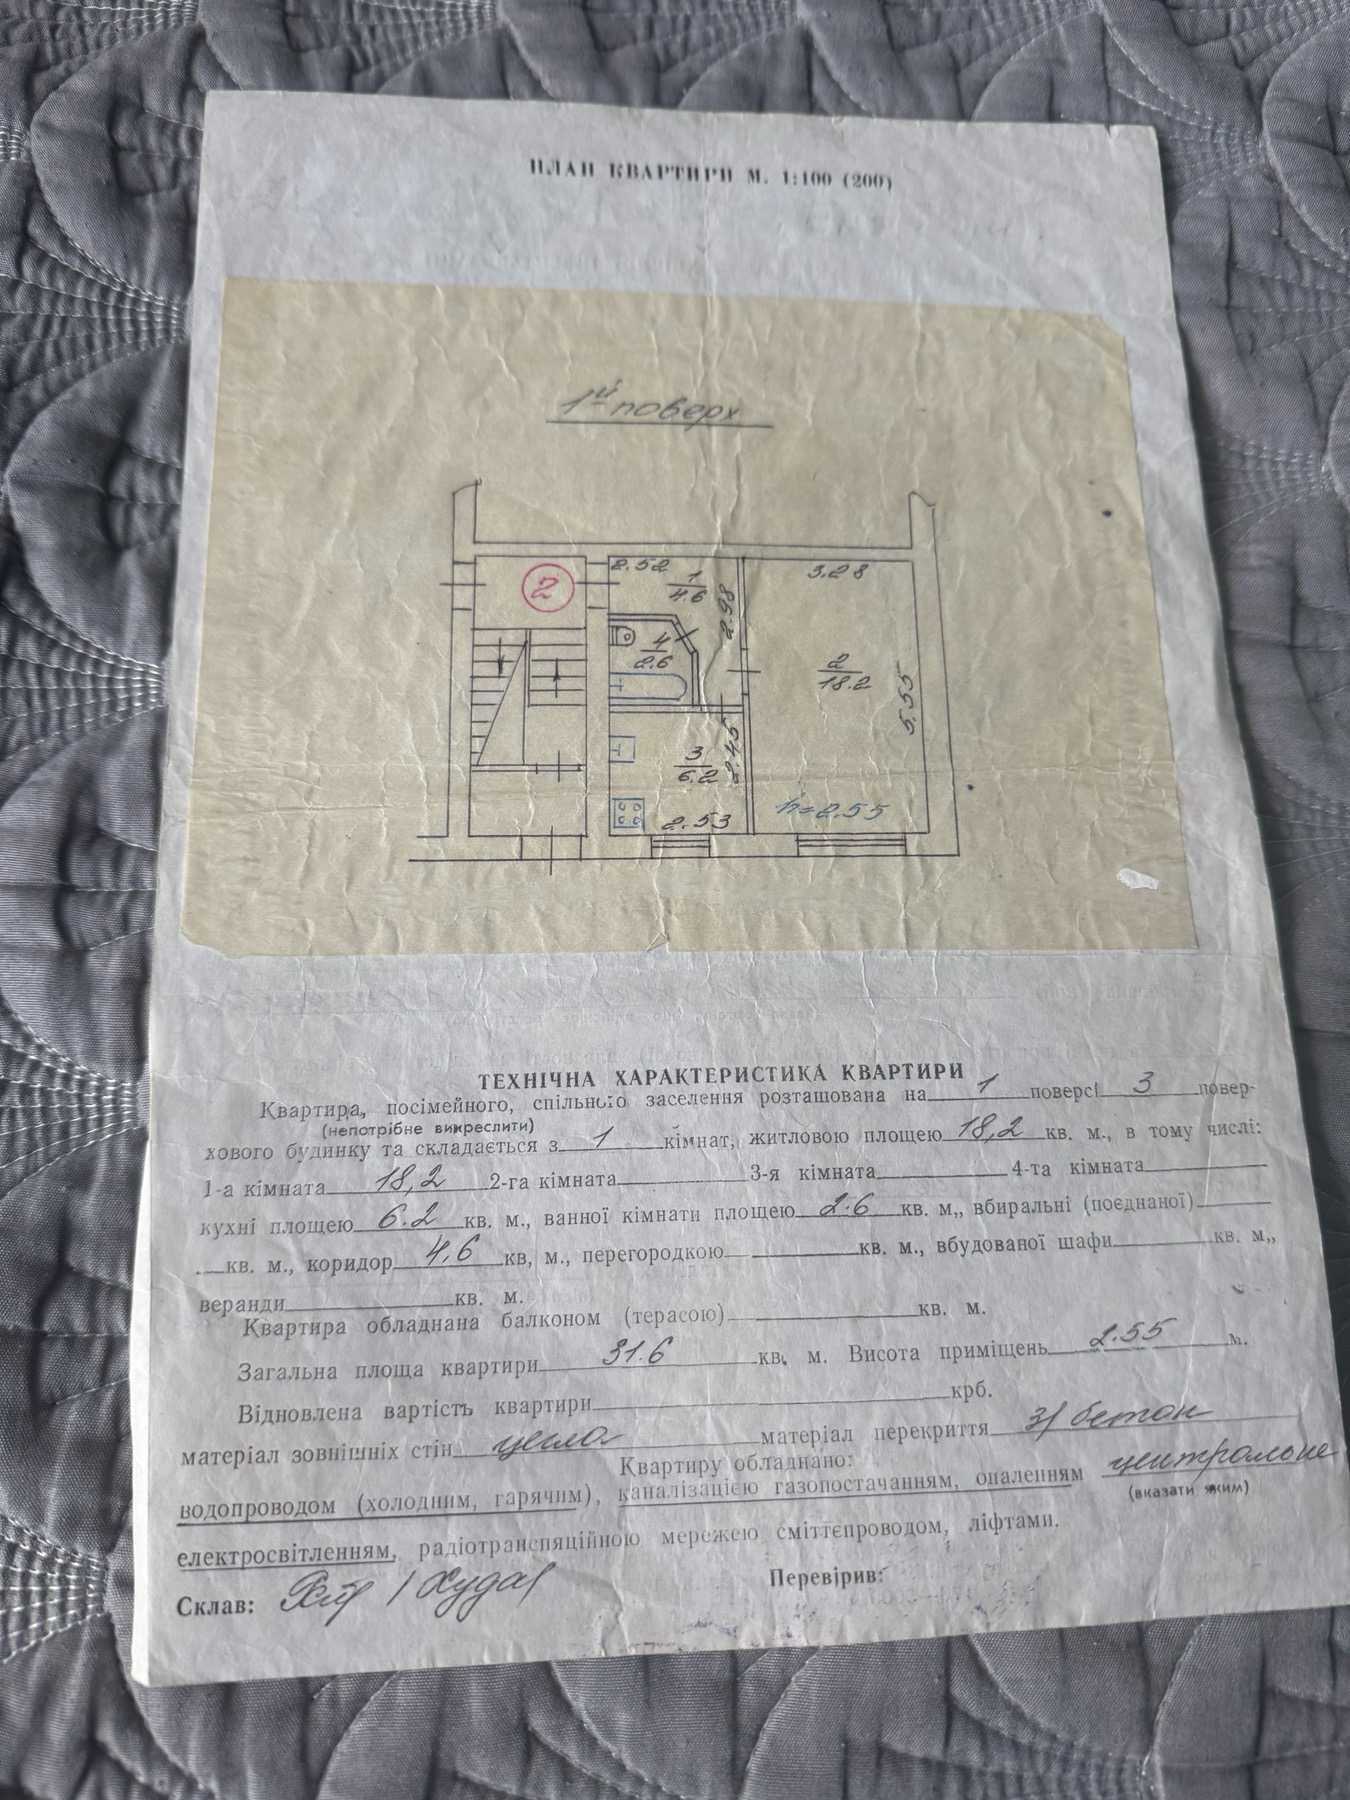 ПЛАН КВАРТИРИ М. 1:100 (200)
1й поверх
2
2.52
1
4.6
2.98
3.28
4
2.6
2
18.2
5.55
3
6.2
2.45
2.53
h=2.55
ТЕХНІЧНА ХАРАКТЕРИСТИКА КВАРТИРИ
Квартира, посімейного, спільного заселення розташована на 1 поверсі 3 повер-
(непотрібне викреслити)
хового будинку та складається з 1 кімнат, житловою площею 18,2 кв. м., в тому числі:
1-а кімната 18,2 2-га кімната 3-я кімната 4-та кімната
кухні площею 6.2 кв. м., ванної кімнати площею 2.6 кв. м,, вбиральні (поєднаної)
кв. м., коридор 4,6 кв, м., перегородкою кв. м., вбудованої шафи кв. м,,
веранди кв. м.
Квартира обладнана балконом (терасою) кв. м.
Загальна площа квартири 31.6 кв. м. Висота приміщень 2.55 м.
Відновлена вартість квартири крб.
матеріал зовнішніх стін цегла матеріал перекриття з/бетон
Квартиру обладнано:
водопроводом (холодним, гарячим), каналізацією газопостачанням, опаленням центральне
(вказати яким)
електросвітленням, радіотранспяційною мережею сміттєпроводом, ліфтами.
Склав: Перевірив: